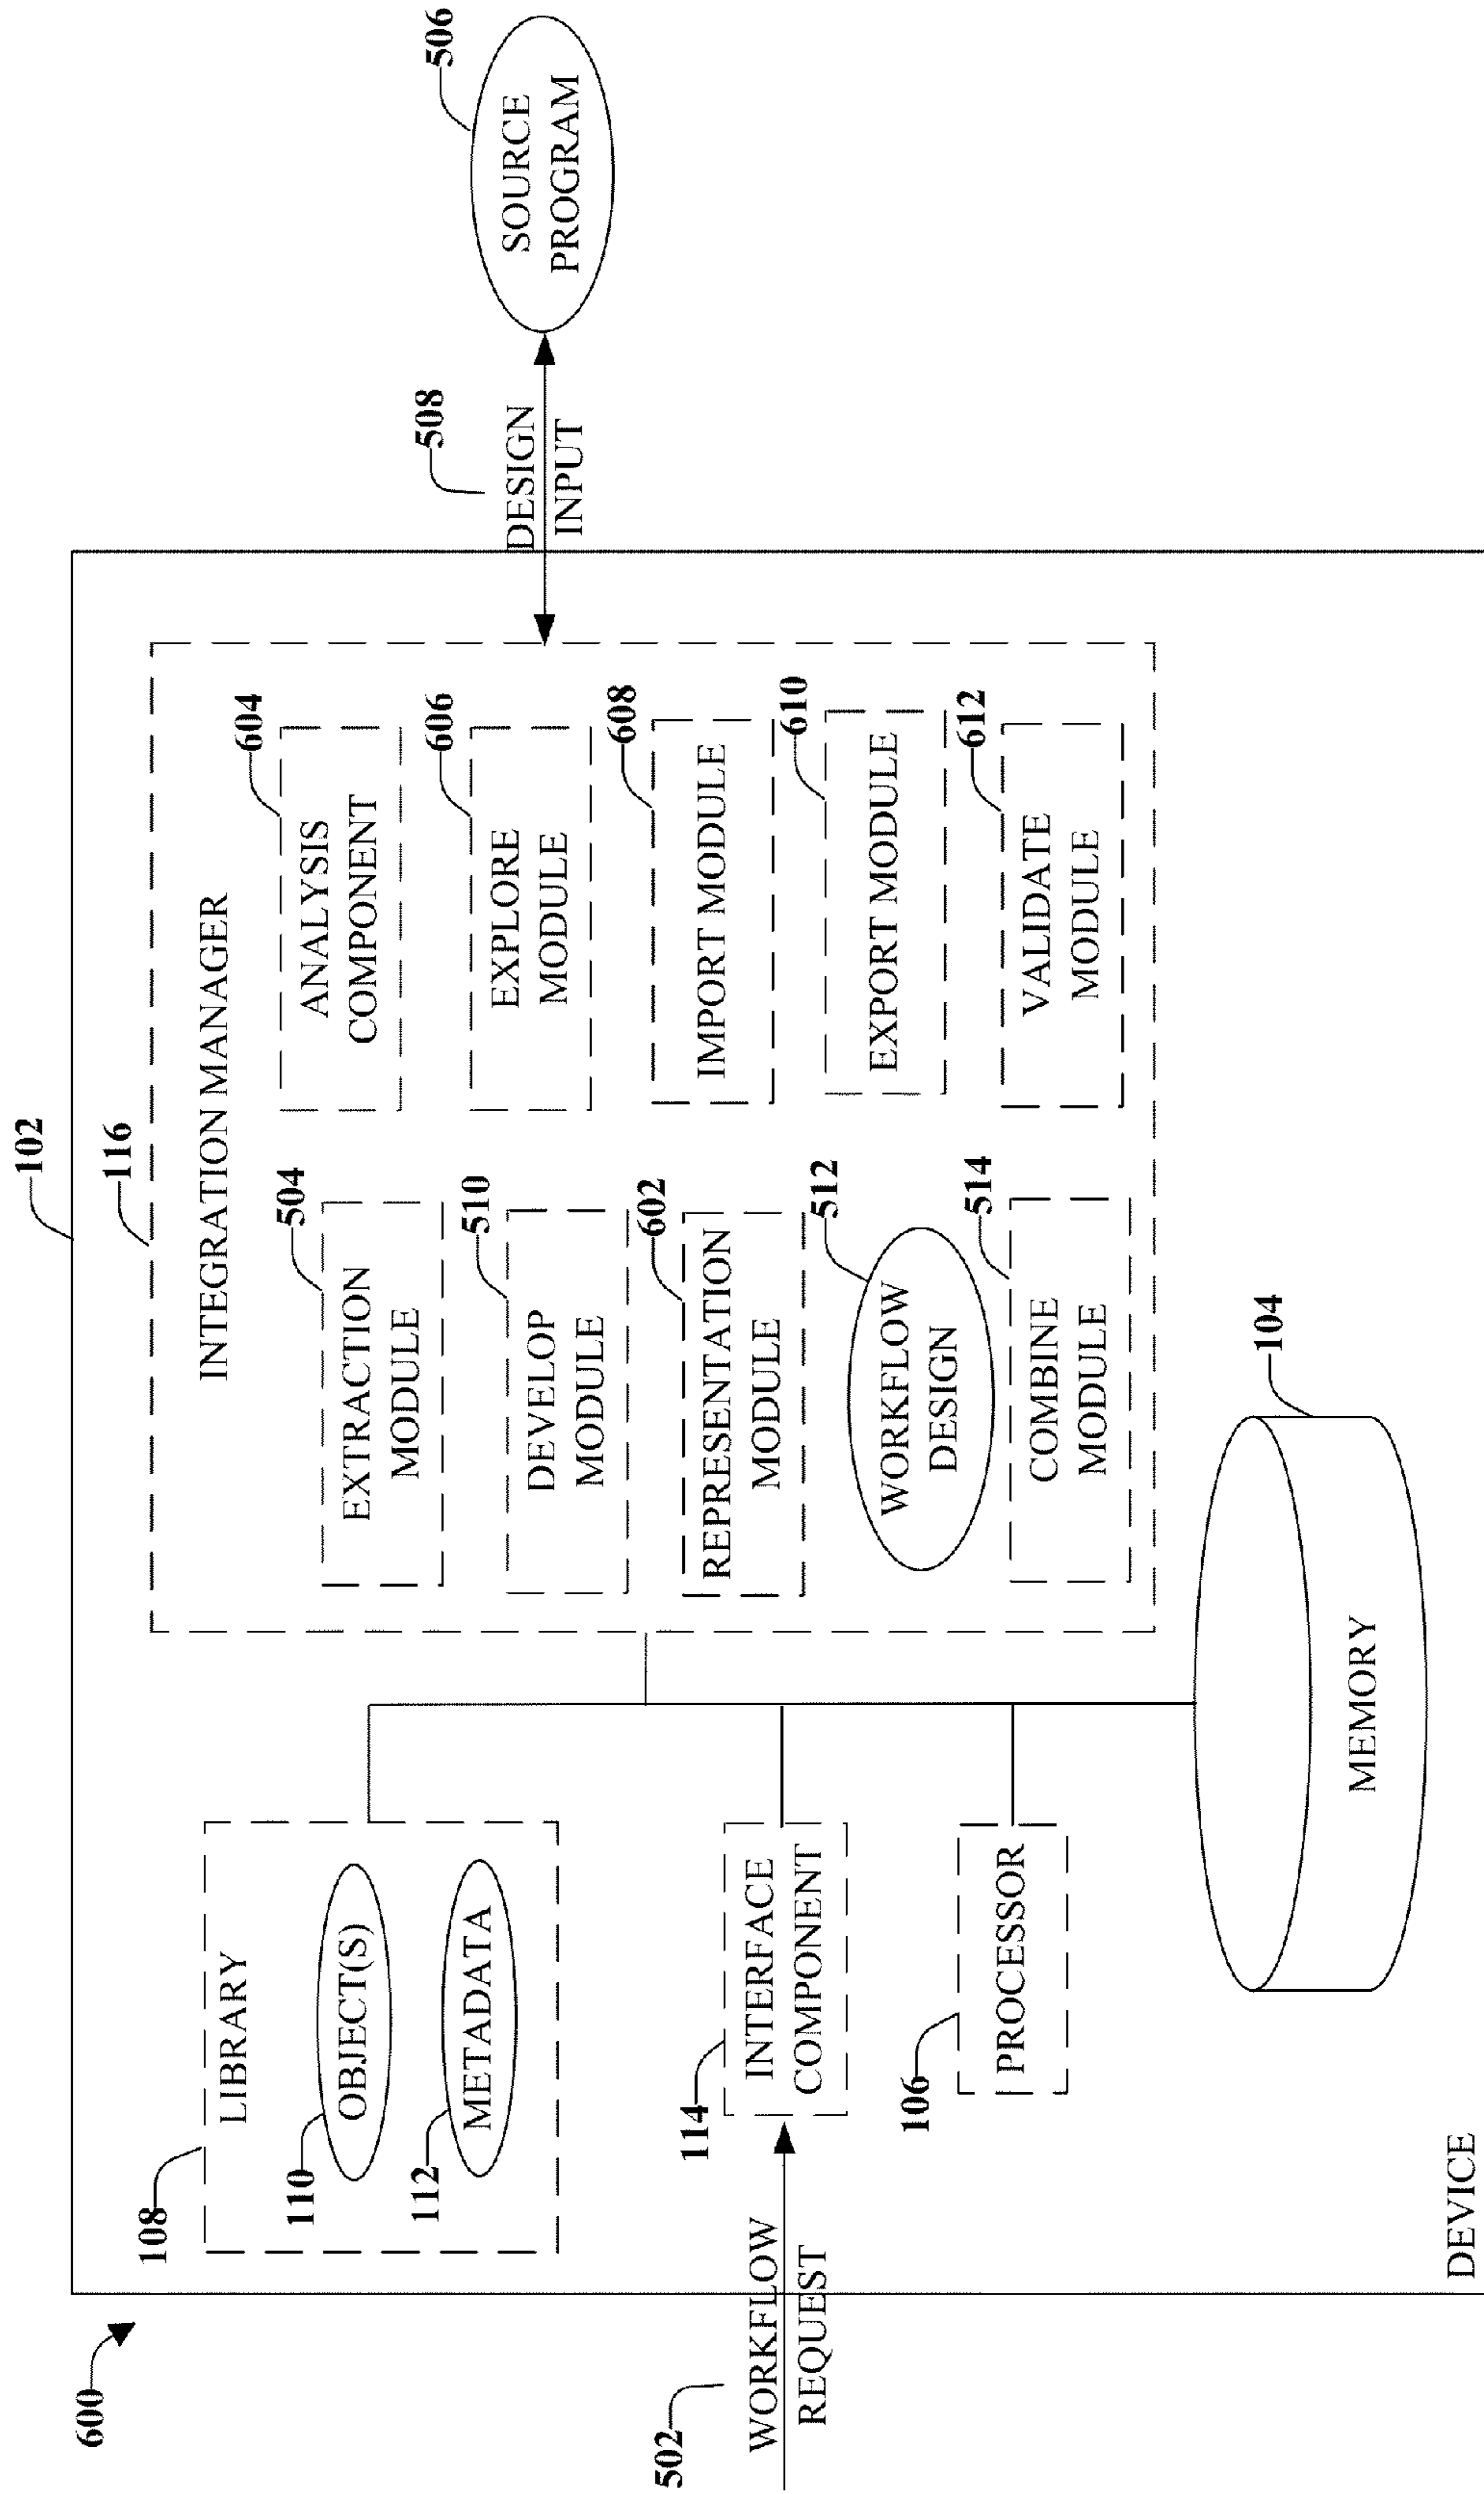 600
102
108
LIBRARY
110
OBJECT(S)
112
METADATA
116
INTEGRATION MANAGER
504
EXTRACTION
MODULE
510
DEVELOP
MODULE
602
REPRESENTATION
MODULE
512
WORKFLOW
DESIGN
514
COMBINE
MODULE
604
ANALYSIS
COMPONENT
606
EXPLORE
MODULE
608
IMPORT MODULE
610
EXPORT MODULE
612
VALIDATE
MODULE
508
DESIGN
INPUT
506
SOURCE
PROGRAM
502
WORKFLOW
REQUEST
114
INTERFACE
COMPONENT
106
PROCESSOR
104
MEMORY
DEVICE